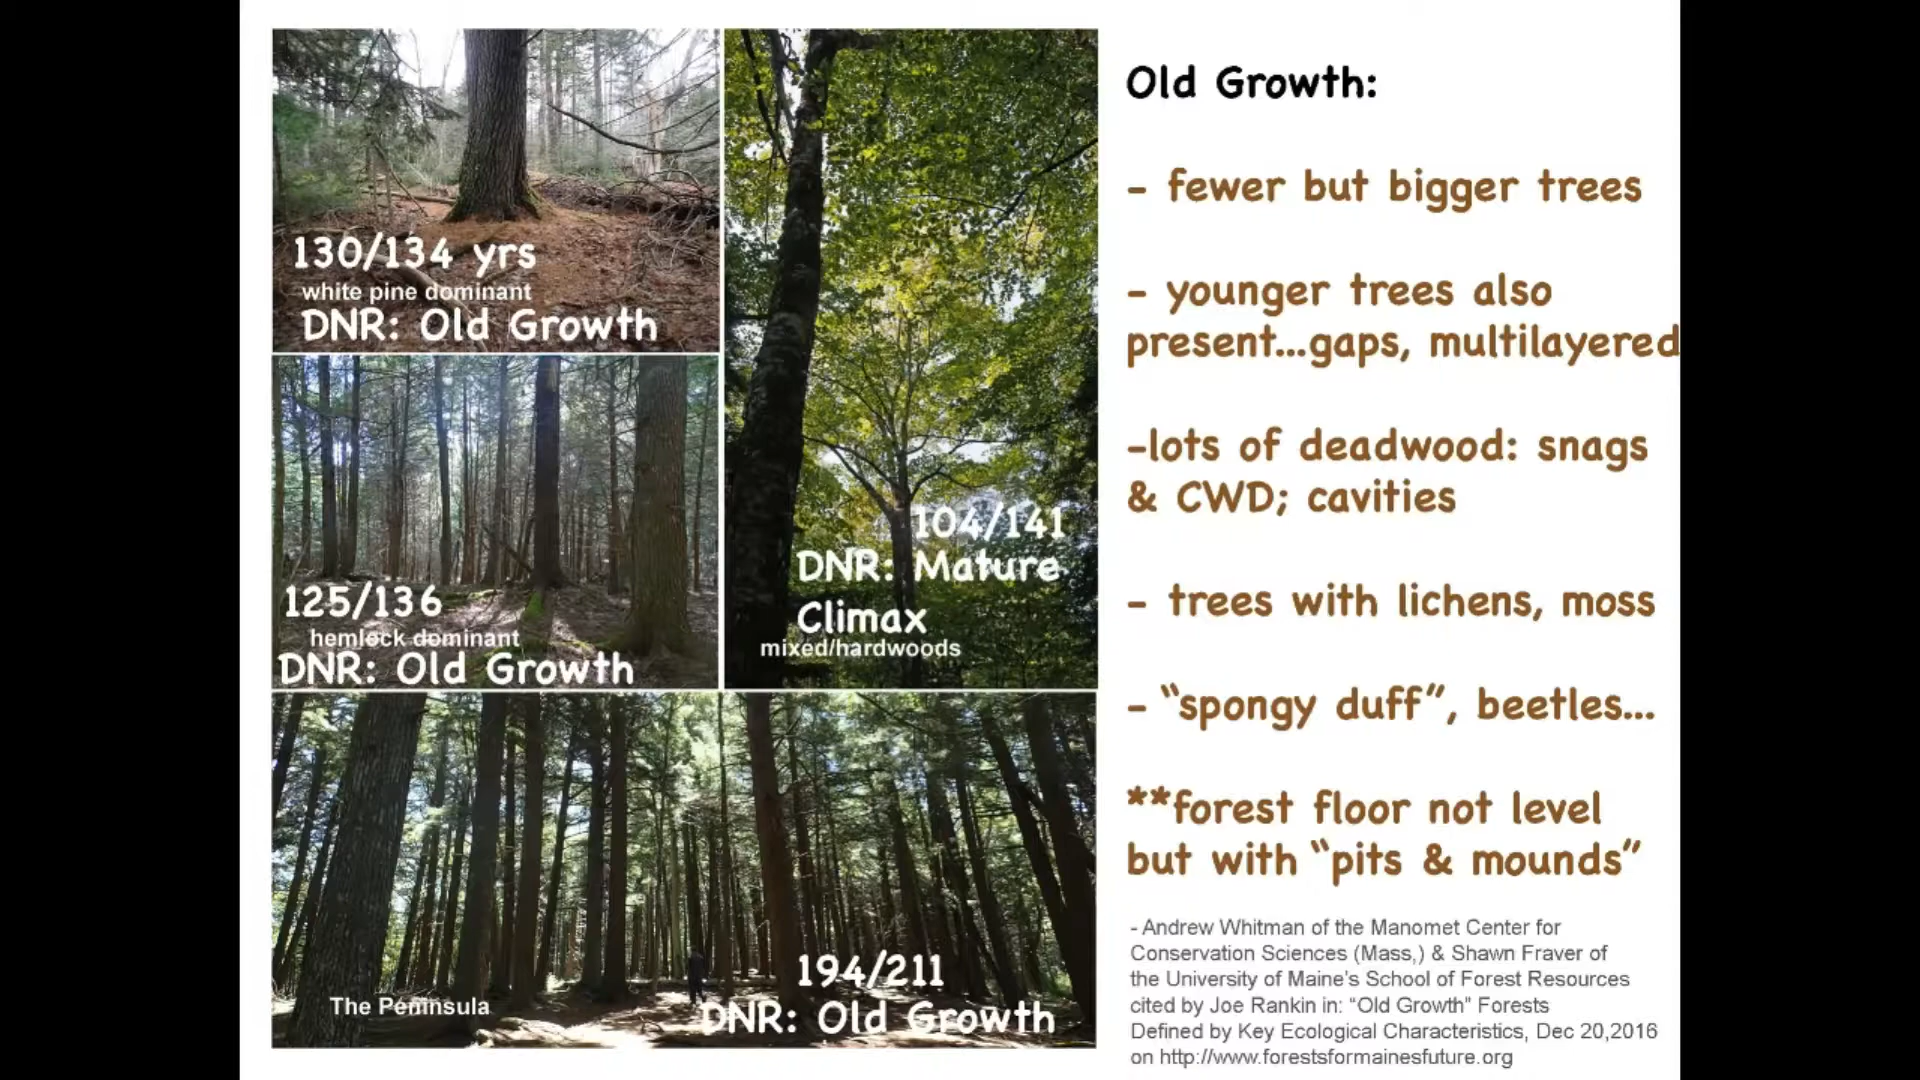 130/134 yrs
white pine dominant
DNR: Old Growth
125/136
hemlock dominant
DNR: Old Growth
104/141
DNR: Mature
Climax
mixed/hardwoods
The Peninsula
194/211
DNR: Old Growth
Old Growth:
- fewer but bigger trees
- younger trees also
present...gaps, multilayered
-lots of deadwood: snags
& CWD; cavities
- trees with lichens, moss
- “spongy duff”, beetles...
**forest floor not level
but with “pits & mounds”
- Andrew Whitman of the Manomet Center for
Conservation Sciences (Mass,) & Shawn Fraver of
the University of Maine's School of Forest Resources
cited by Joe Rankin in: “Old Growth” Forests
Defined by Key Ecological Characteristics, Dec 20,2016
on http://www.forestsformainesfuture.org